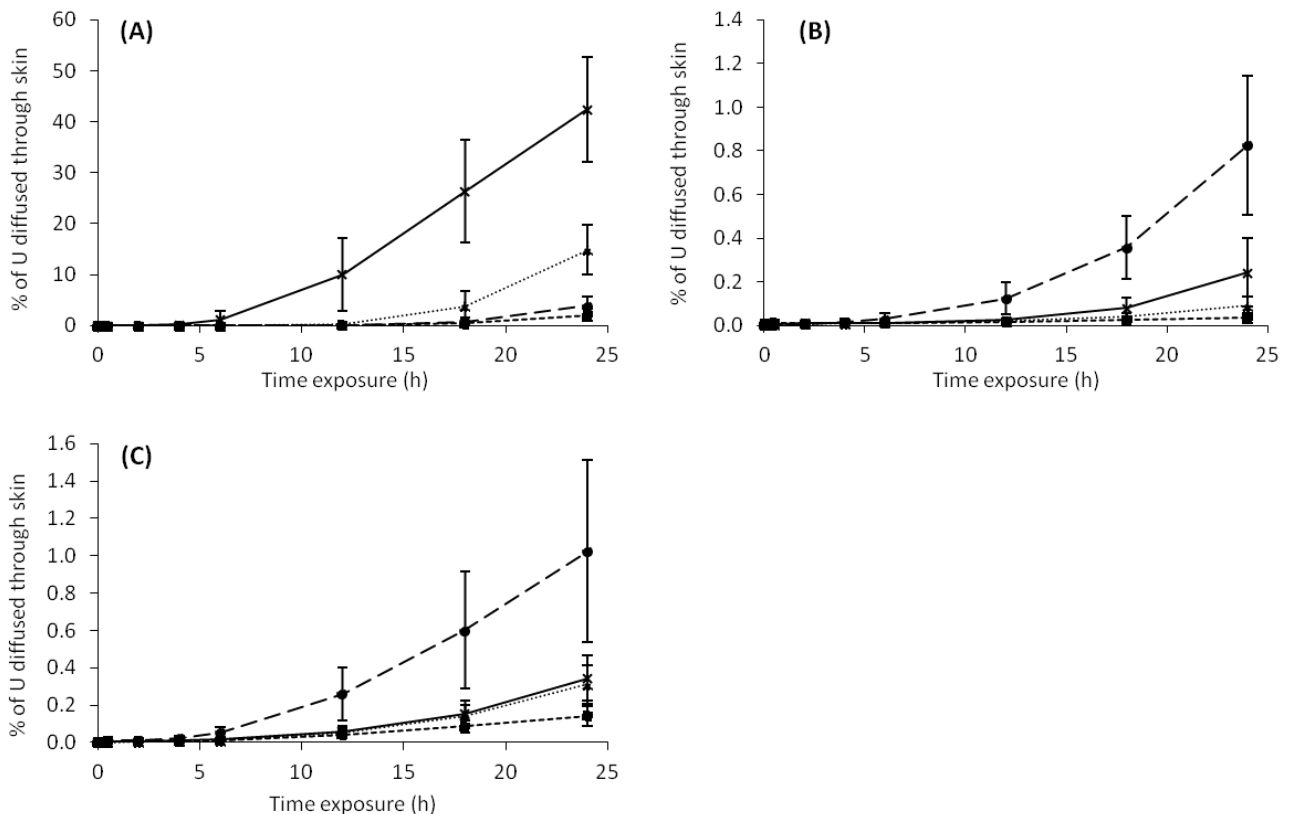 (A)
% of U diffused through skin
60
50
40
30
20
10
0
0 5 10 15 20 25
Time exposure (h)
(B)
% of U diffused through skin
1.4
1.2
1.0
0.8
0.6
0.4
0.2
0.0
0 5 10 15 20 25
Time exposure (h)
(C)
% of U diffused through skin
1.6
1.4
1.2
1.0
0.8
0.6
0.4
0.2
0.0
0 5 10 15 20 25
Time exposure (h)